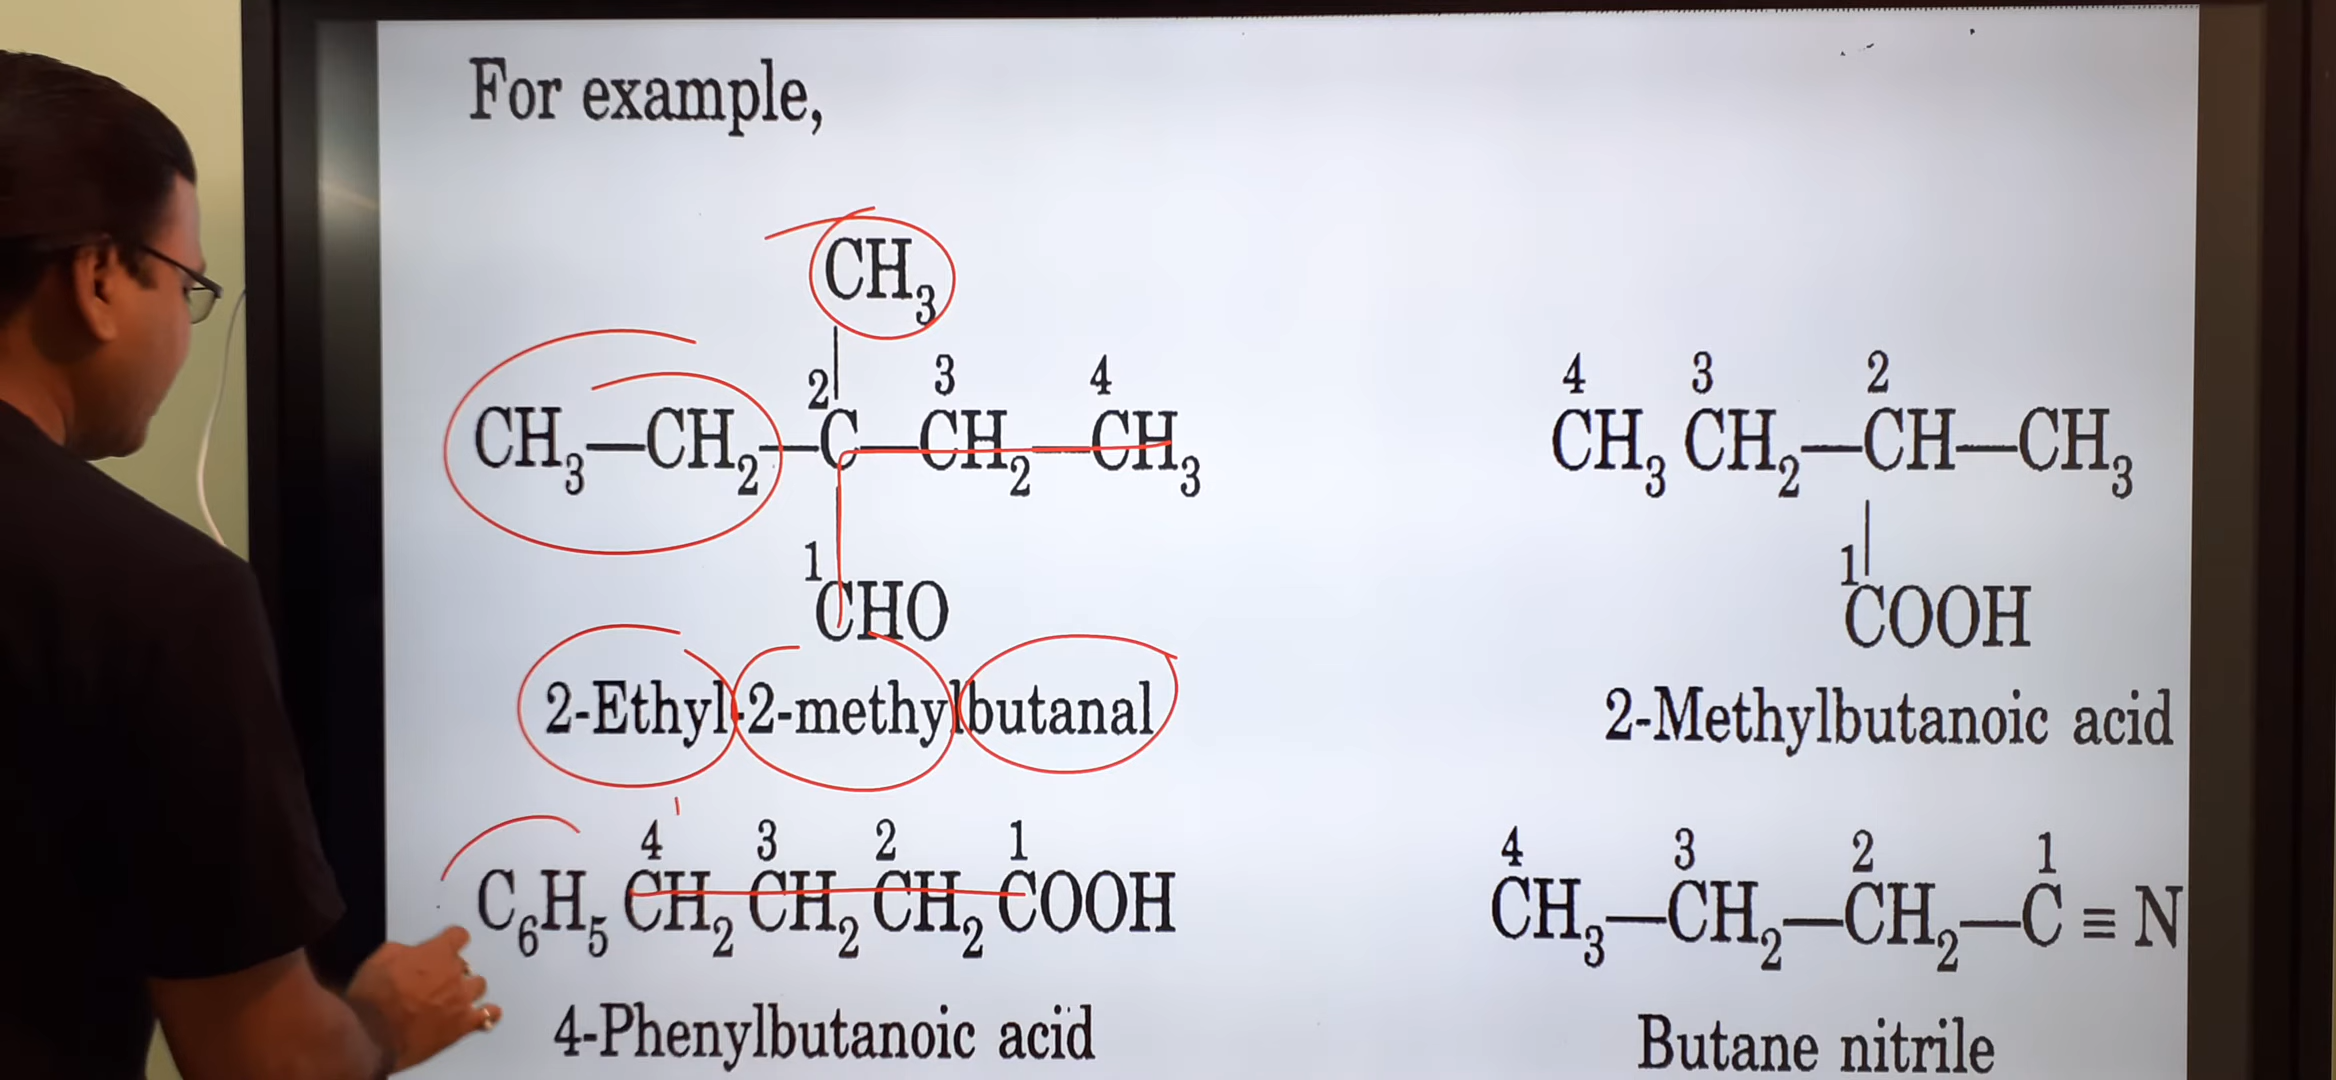 For example,
CH₃
2 3 4
CH₃—CH₂—C—CH₂—CH₃
1
CHO
2-Ethyl-2-methylbutanal
4 3 2
CH₃ CH₂—CH—CH₃
1
COOH
2-Methylbutanoic acid
4 3 2 1
C₆H₅ CH₂ CH₂ CH₂ COOH
4-Phenylbutanoic acid
4 3 2 1
CH₃—CH₂—CH₂—C ≡ N
Butane nitrile